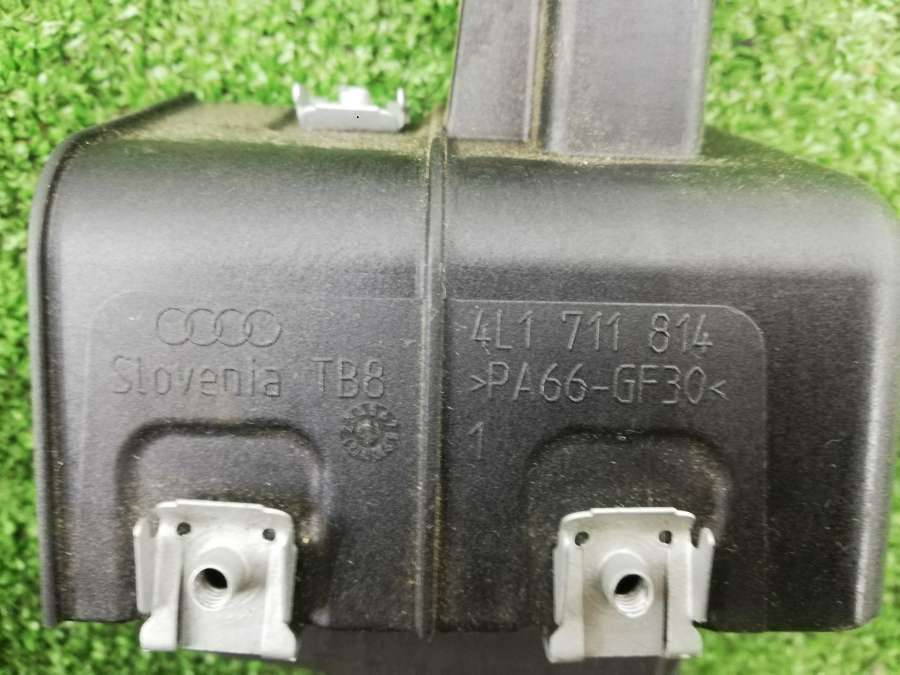 Slovenia TB8
4L1 711 814
>PA66-GF30<
1